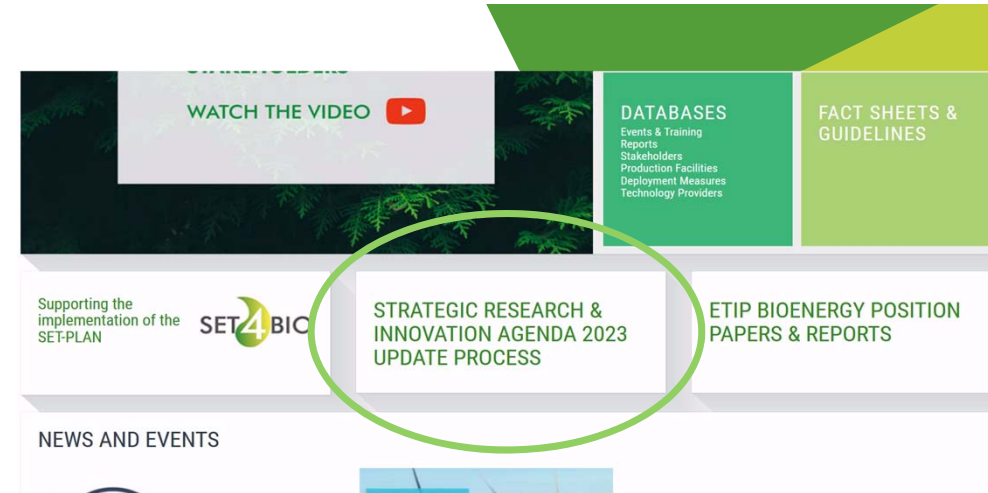 WATCH THE VIDEO
DATABASES
Events & Training
Reports
Stakeholders
Production Facilities
Deployment Measures
Technology Providers
FACT SHEETS &
GUIDELINES
Supporting the
implementation of the
SET-PLAN
SET4BIO
STRATEGIC RESEARCH &
INNOVATION AGENDA 2023
UPDATE PROCESS
ETIP BIOENERGY POSITION
PAPERS & REPORTS
NEWS AND EVENTS